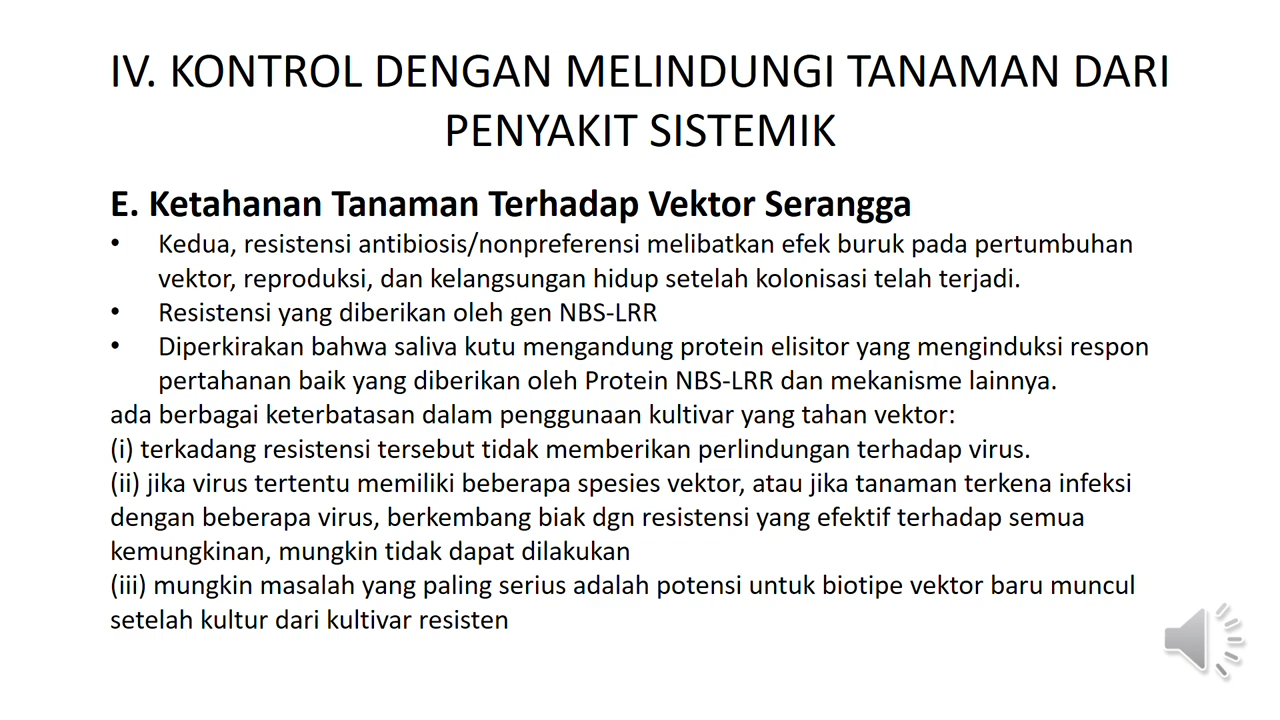 IV. KONTROL DENGAN MELINDUNGI TANAMAN DARI
PENYAKIT SISTEMIK
E. Ketahanan Tanaman Terhadap Vektor Serangga
• Kedua, resistensi antibiosis/nonpreferensi melibatkan efek buruk pada pertumbuhan
vektor, reproduksi, dan kelangsungan hidup setelah kolonisasi telah terjadi.
• Resistensi yang diberikan oleh gen NBS-LRR
• Diperkirakan bahwa saliva kutu mengandung protein elisitor yang menginduksi respon
pertahanan baik yang diberikan oleh Protein NBS-LRR dan mekanisme lainnya.
ada berbagai keterbatasan dalam penggunaan kultivar yang tahan vektor:
(i) terkadang resistensi tersebut tidak memberikan perlindungan terhadap virus.
(ii) jika virus tertentu memiliki beberapa spesies vektor, atau jika tanaman terkena infeksi
dengan beberapa virus, berkembang biak dgn resistensi yang efektif terhadap semua
kemungkinan, mungkin tidak dapat dilakukan
(iii) mungkin masalah yang paling serius adalah potensi untuk biotipe vektor baru muncul
setelah kultur dari kultivar resisten